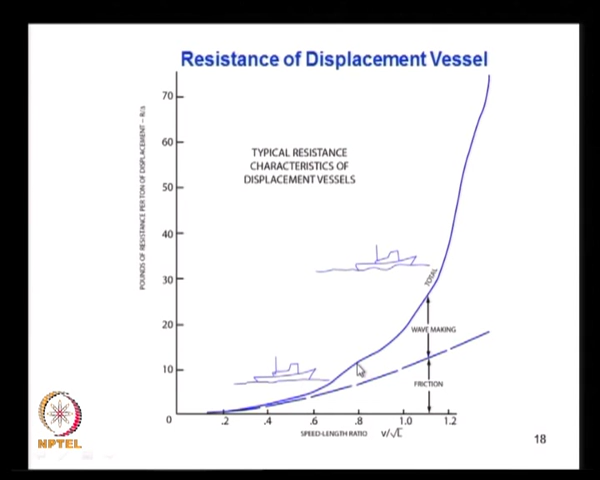 Resistance of Displacement Vessel
70
60
50
40
30
20
10
0
POUNDS OF RESISTANCE PER TON OF DISPLACEMENT – R/s
TYPICAL RESISTANCE
CHARACTERISTICS OF
DISPLACEMENT VESSELS
TOTAL
WAVE MAKING
FRICTION
.2 .4 .6 .8 1.0 1.2
SPEED-LENGTH RATIO V/√L
NPTEL
18